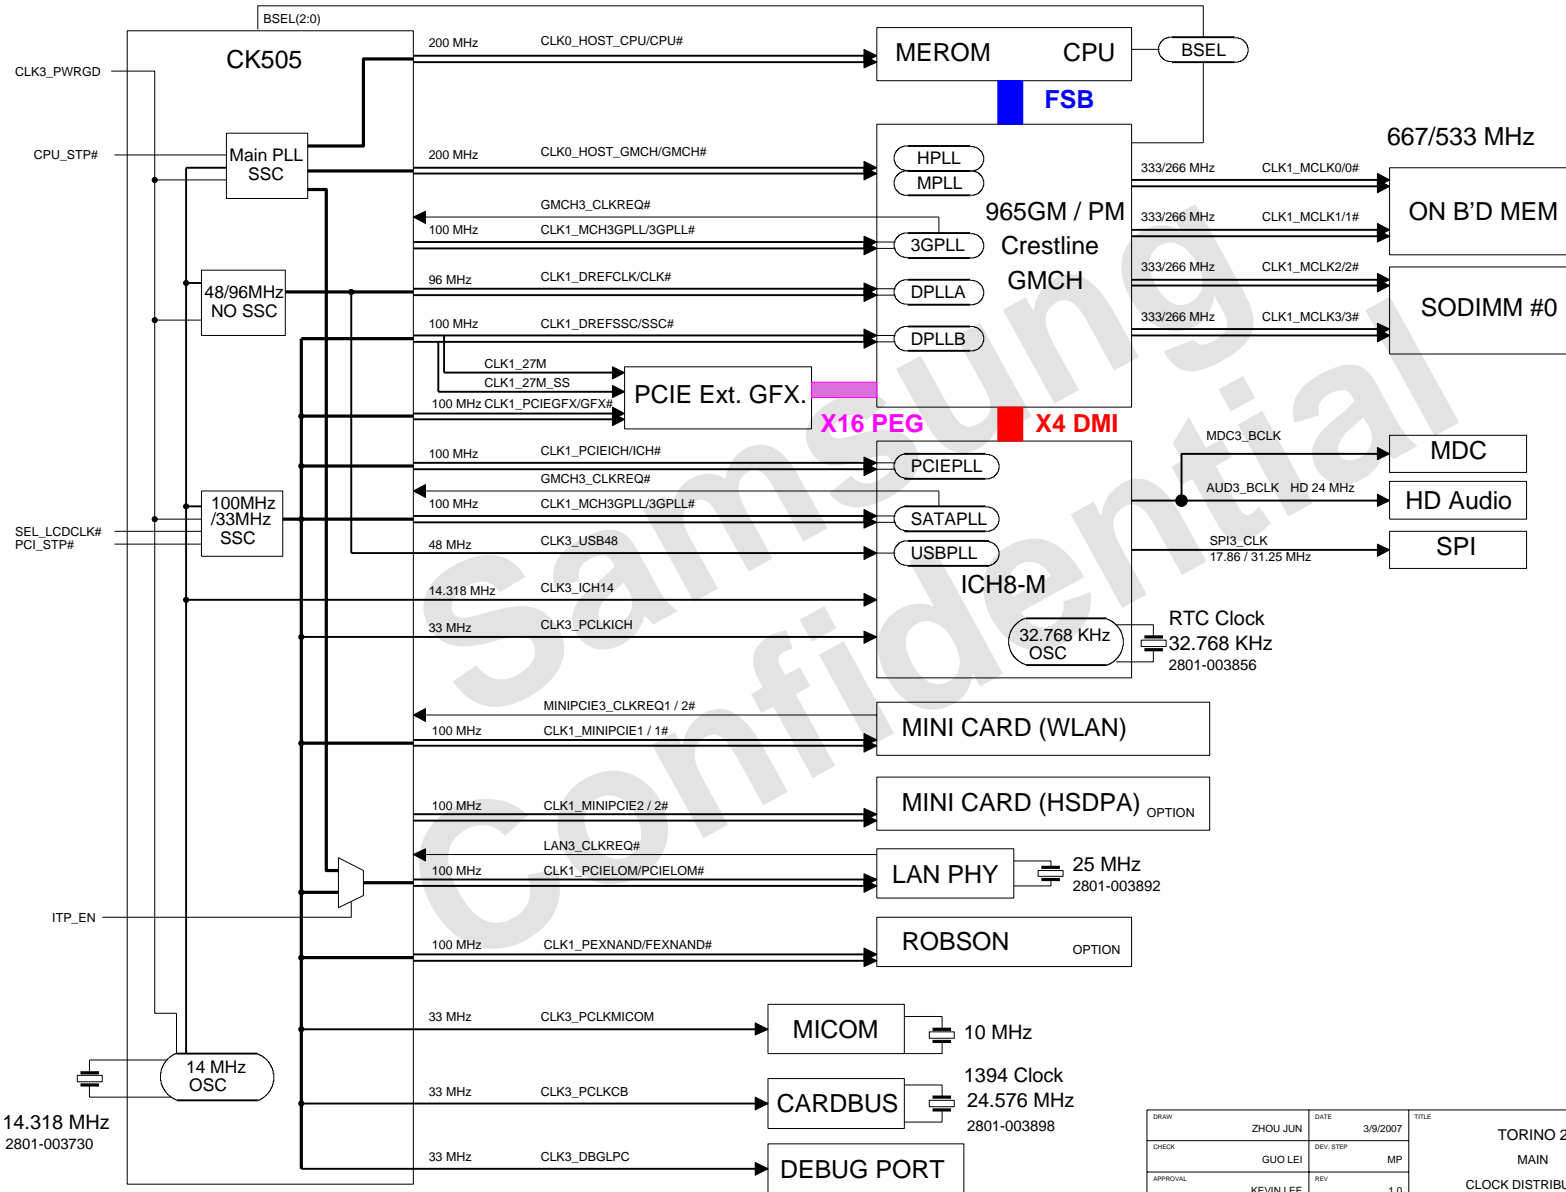 BSEL(2:0)
CK505
CLK3_PWRGD
CPU_STP#
Main PLL
SSC
48/96MHz
NO SSC
100MHz
/33MHz
SSC
SEL_LCDCLK#
PCI_STP#
ITP_EN
14 MHz
OSC
14.318 MHz
2801-003730
200 MHz CLK0_HOST_CPU/CPU#
MEROM CPU
BSEL
FSB
200 MHz CLK0_HOST_GMCH/GMCH#
HPLL
MPLL
GMCH3_CLKREQ#
100 MHz CLK1_MCH3GPLL/3GPLL#
3GPLL
965GM / PM
Crestline
GMCH
96 MHz CLK1_DREFCLK/CLK#
DPLLA
100 MHz CLK1_DREFSSC/SSC#
DPLLB
CLK1_27M
CLK1_27M_SS
100 MHz CLK1_PCIEGFX/GFX#
PCIE Ext. GFX.
X16 PEG
X4 DMI
667/533 MHz
333/266 MHz CLK1_MCLK0/0#
333/266 MHz CLK1_MCLK1/1#
ON B'D MEM
333/266 MHz CLK1_MCLK2/2#
333/266 MHz CLK1_MCLK3/3#
SODIMM #0
100 MHz CLK1_PCIEICH/ICH#
PCIEPLL
GMCH3_CLKREQ#
100 MHz CLK1_MCH3GPLL/3GPLL#
SATAPLL
48 MHz CLK3_USB48
USBPLL
ICH8-M
14.318 MHz CLK3_ICH14
33 MHz CLK3_PCLKICH
32.768 KHz
OSC
RTC Clock
32.768 KHz
2801-003856
MDC3_BCLK
MDC
AUD3_BCLK HD 24 MHz
HD Audio
SPI3_CLK
17.86 / 31.25 MHz
SPI
MINIPCIE3_CLKREQ1 / 2#
100 MHz CLK1_MINIPCIE1 / 1#
MINI CARD (WLAN)
100 MHz CLK1_MINIPCIE2 / 2#
MINI CARD (HSDPA) OPTION
LAN3_CLKREQ#
100 MHz CLK1_PCIELOM/PCIELOM#
LAN PHY
25 MHz
2801-003892
100 MHz CLK1_PEXNAND/FEXNAND#
ROBSON OPTION
33 MHz CLK3_PCLKMICOM
MICOM
10 MHz
33 MHz CLK3_PCLKCB
CARDBUS
1394 Clock
24.576 MHz
2801-003898
33 MHz CLK3_DBGLPC
DEBUG PORT
Samsung
Confidential
DRAW ZHOU JUN DATE 3/9/2007 TITLE
TORINO 2
CHECK GUO LEI DEV. STEP MP MAIN
APPROVAL KEVIN LEE REV 1.0 CLOCK DISTRIBU